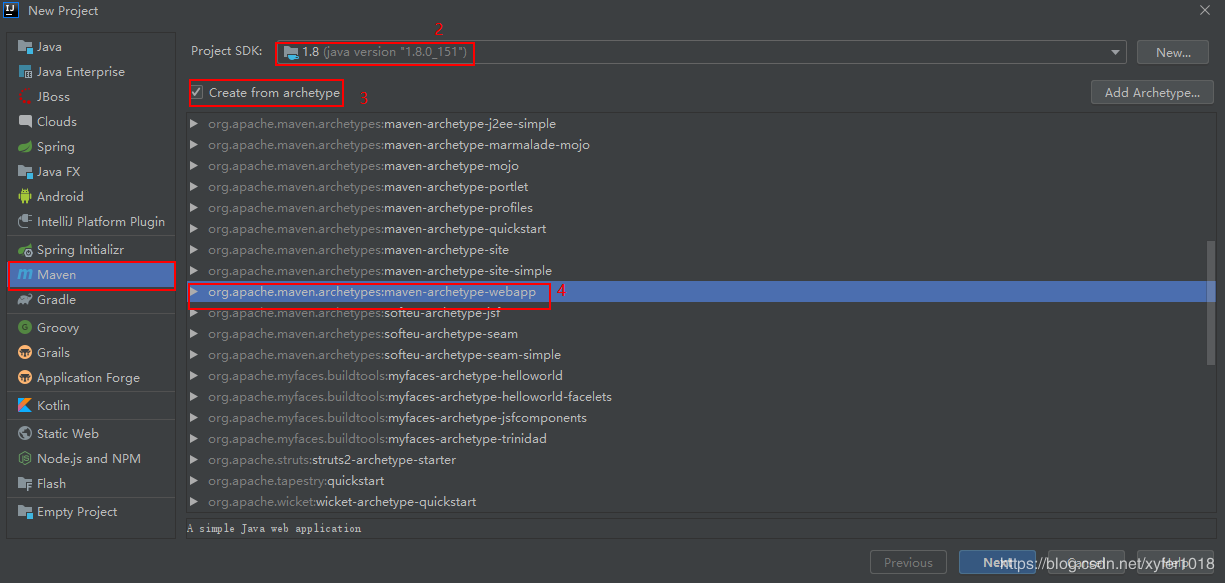 New Project
Java
Java Enterprise
JBoss
Clouds
Spring
Java FX
Android
IntelliJ Platform Plugin
Spring Initializr
Maven
Gradle
Groovy
Grails
Application Forge
Kotlin
Static Web
Node.js and NPM
Flash
Empty Project
2
Project SDK: 1.8 (java version "1.8.0_151") New...
Create from archetype 3 Add Archetype...
org.apache.maven.archetypes:maven-archetype-j2ee-simple
org.apache.maven.archetypes:maven-archetype-marmalade-mojo
org.apache.maven.archetypes:maven-archetype-mojo
org.apache.maven.archetypes:maven-archetype-portlet
org.apache.maven.archetypes:maven-archetype-profiles
org.apache.maven.archetypes:maven-archetype-quickstart
org.apache.maven.archetypes:maven-archetype-site
org.apache.maven.archetypes:maven-archetype-site-simple
org.apache.maven.archetypes:maven-archetype-webapp 4
org.apache.maven.archetypes:softeu-archetype-jsf
org.apache.maven.archetypes:softeu-archetype-seam
org.apache.maven.archetypes:softeu-archetype-seam-simple
org.apache.myfaces.buildtools:myfaces-archetype-helloworld
org.apache.myfaces.buildtools:myfaces-archetype-helloworld-facelets
org.apache.myfaces.buildtools:myfaces-archetype-jsfcomponents
org.apache.myfaces.buildtools:myfaces-archetype-trinidad
org.apache.struts:struts2-archetype-starter
org.apache.tapestry:quickstart
org.apache.wicket:wicket-archetype-quickstart
A simple Java web application
Previous Next Cancel Help
https://blog.csdn.net/xyfer1018